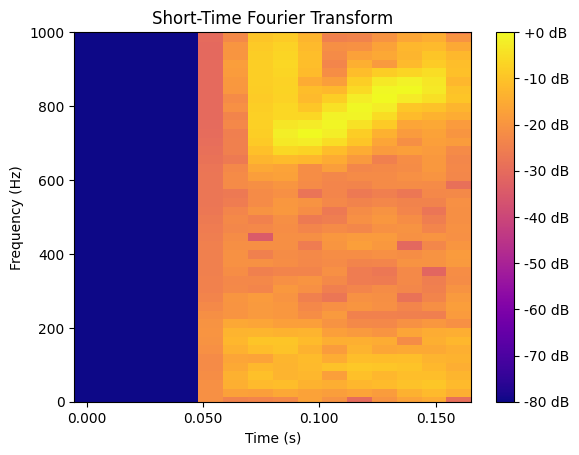 Short-Time Fourier Transform
1000
800
600
400
200
0
Frequency (Hz)
0.000
0.050
0.100
0.150
Time (s)
+0 dB
-10 dB
-20 dB
-30 dB
-40 dB
-50 dB
-60 dB
-70 dB
-80 dB